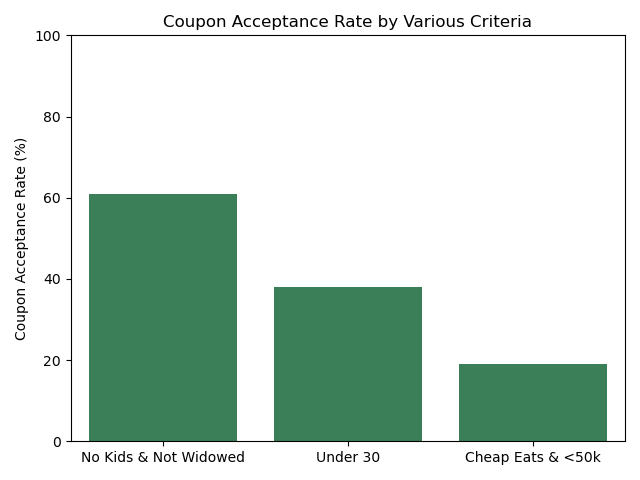 Coupon Acceptance Rate by Various Criteria
Coupon Acceptance Rate (%)
100
80
60
40
20
0
No Kids & Not Widowed
Under 30
Cheap Eats & <50k